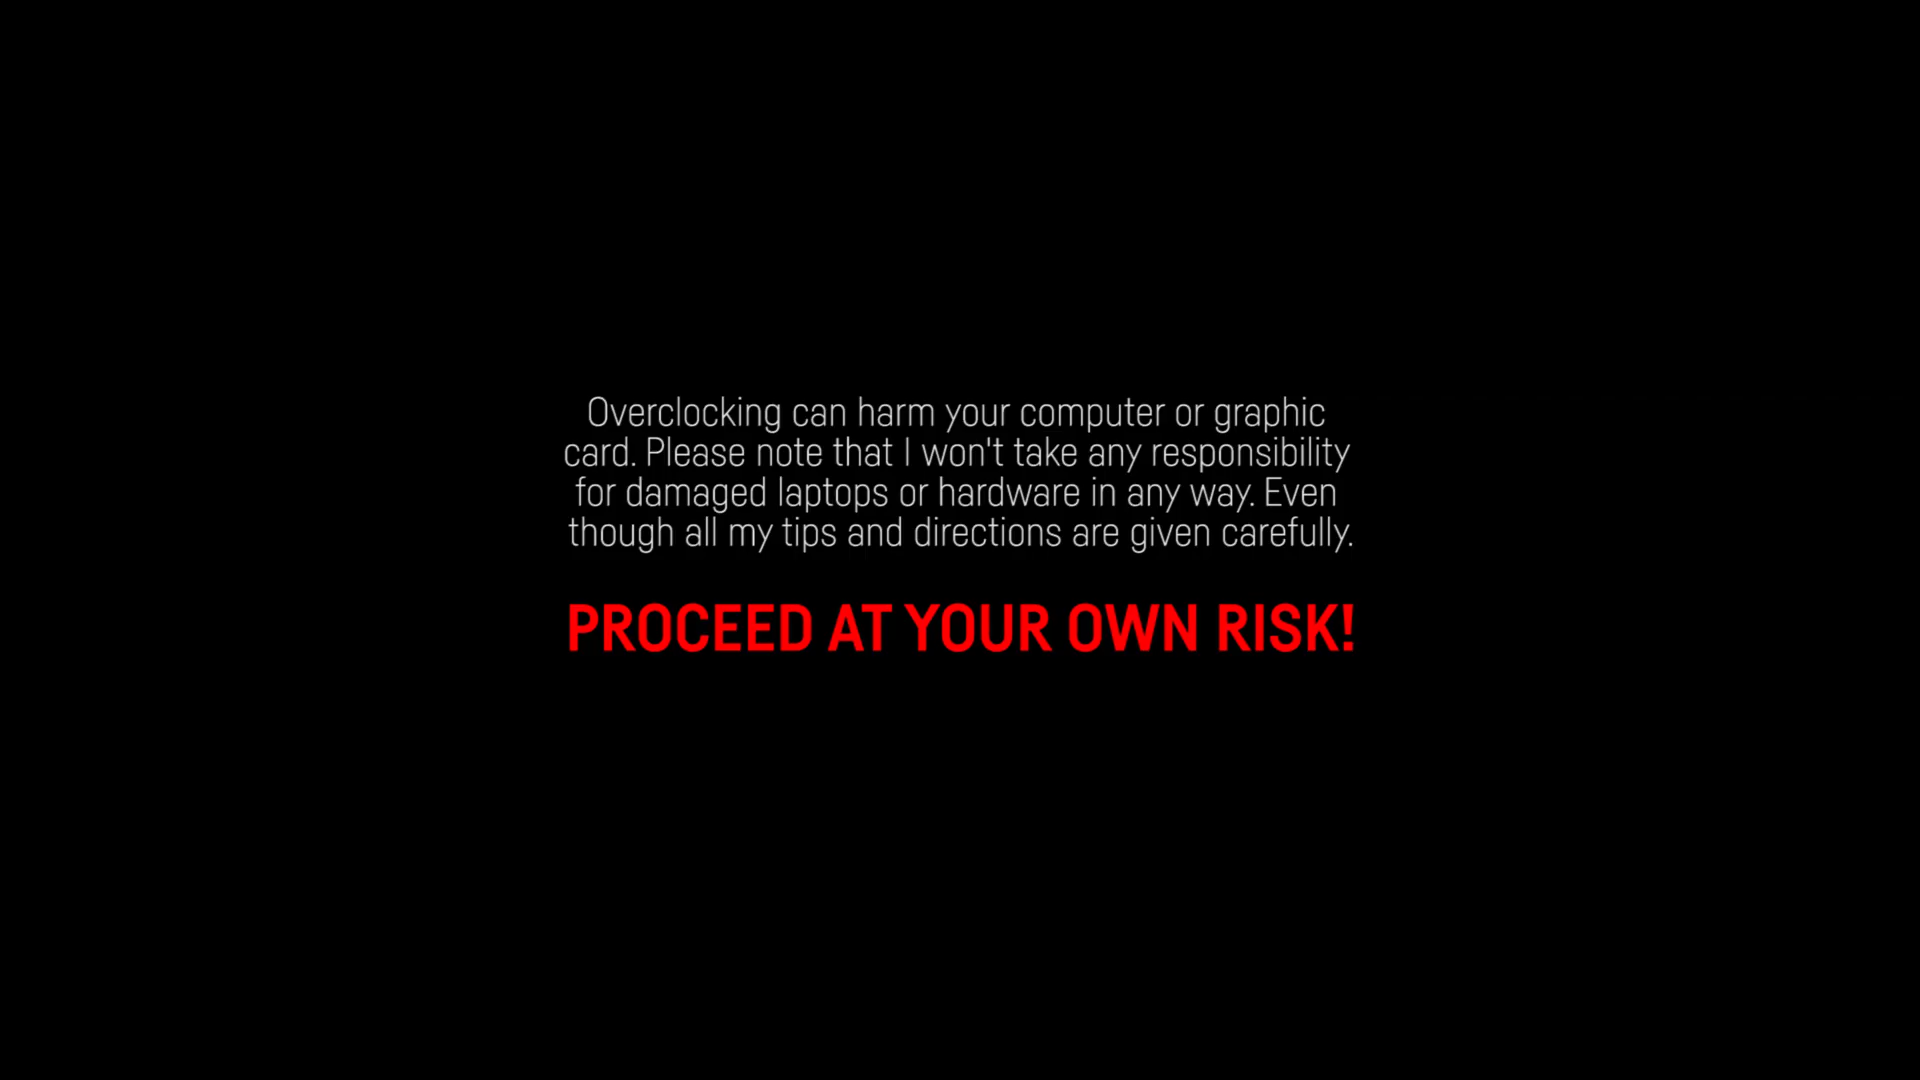 Overclocking can harm your computer or graphic
card. Please note that I won't take any responsibility
for damaged laptops or hardware in any way. Even
though all my tips and directions are given carefully.
PROCEED AT YOUR OWN RISK!